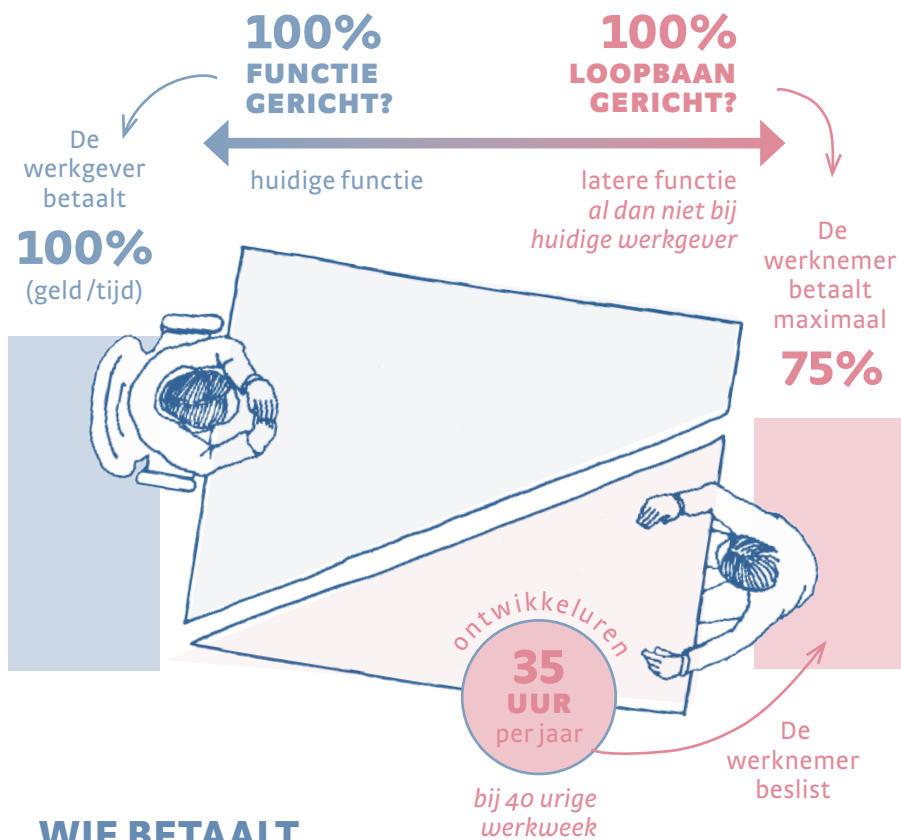 100%
FUNCTIE
GERICHT?
100%
LOOPBAAN
GERICHT?
De
werkgever
betaalt
100%
(geld/tijd)
huidige functie
latere functie
al dan niet bij
huidige werkgever
De
werknemer
betaalt
maximaal
75%
ontwikkeluren
35
UUR
per jaar
bij 40 urige
werkweek
De
werknemer
beslist
WIE BETAALT